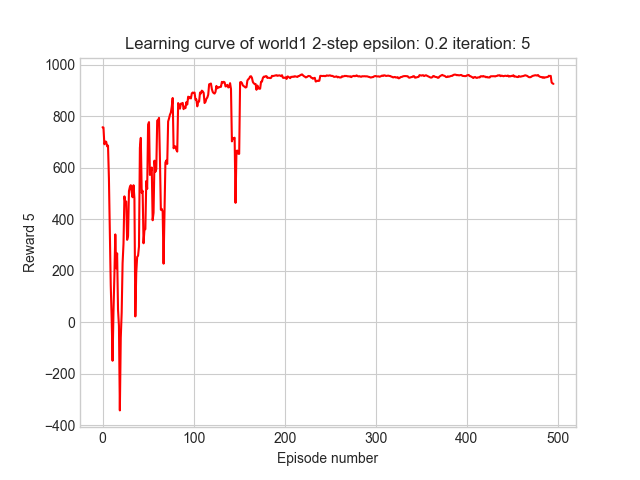 Learning curve of world1 2-step epsilon: 0.2 iteration: 5
1000
800
600
400
200
0
−200
−400
Reward 5
0 100 200 300 400 500
Episode number